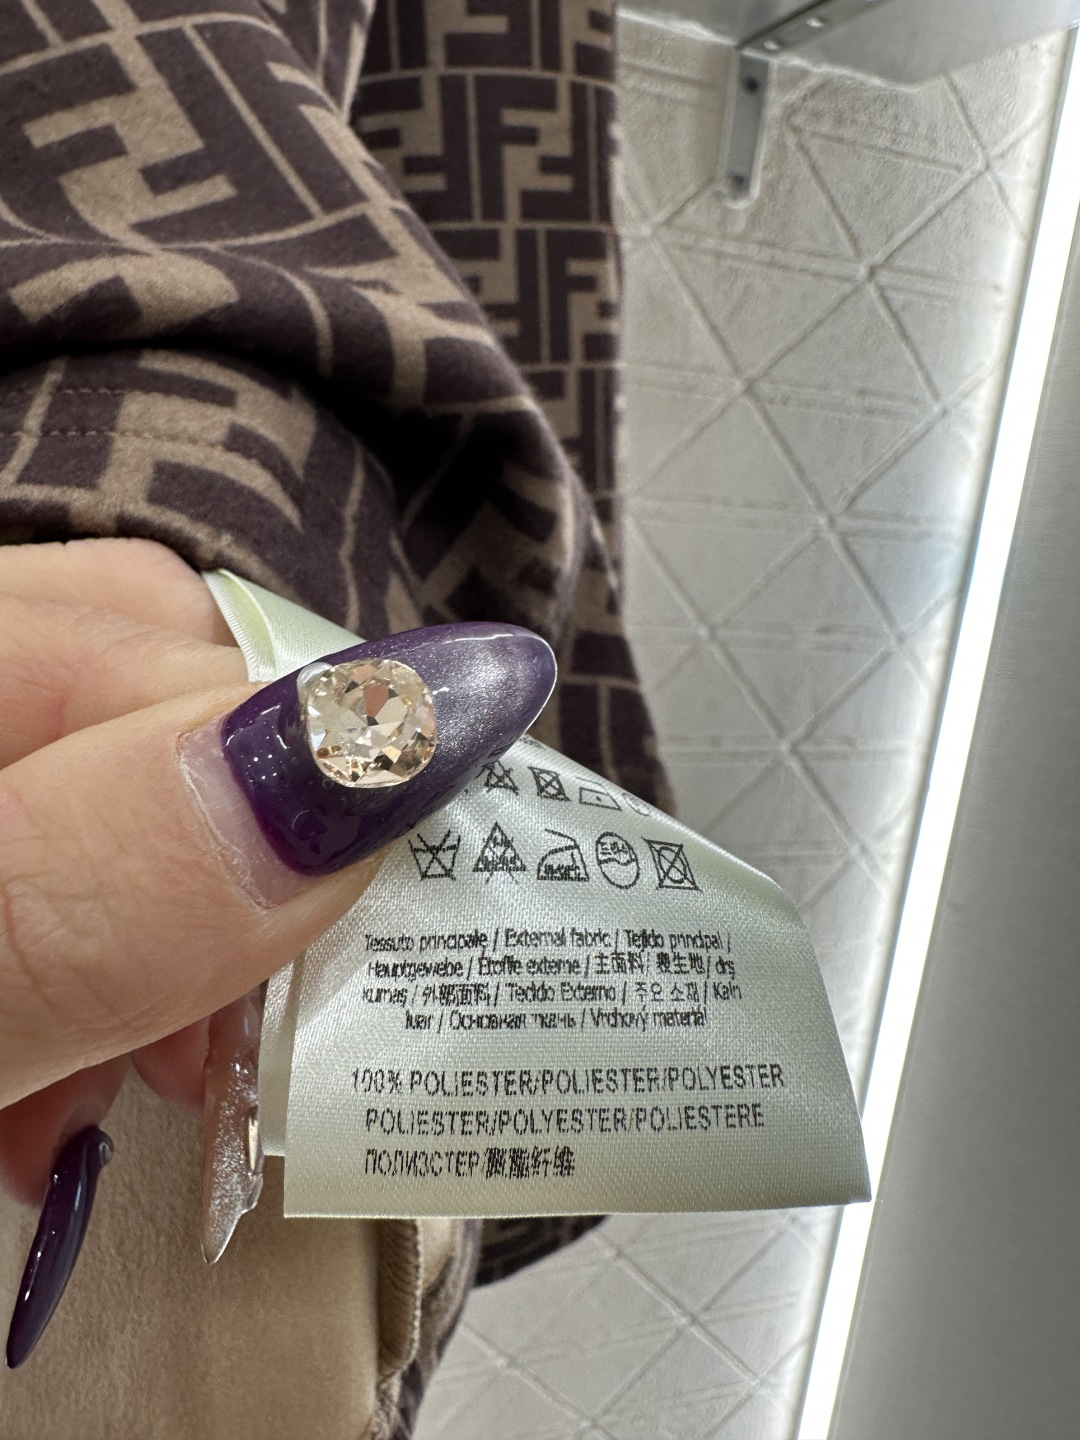 Tessuto principale / External fabric / Tejido principal /
Hauptgewebe / Etoffe externe / 主面料/ 幾生地/ dış
kumaş / 外部面料 / Tecido Externo / 주요 소재 / Kain
luar / Основная ткань / Vrchový materiál
100% POLIESTER/POLIESTER/POLYESTER
POLIESTER/POLYESTER/POLIESTERE
ПОЛИЭСТЕР/聚酯纤维